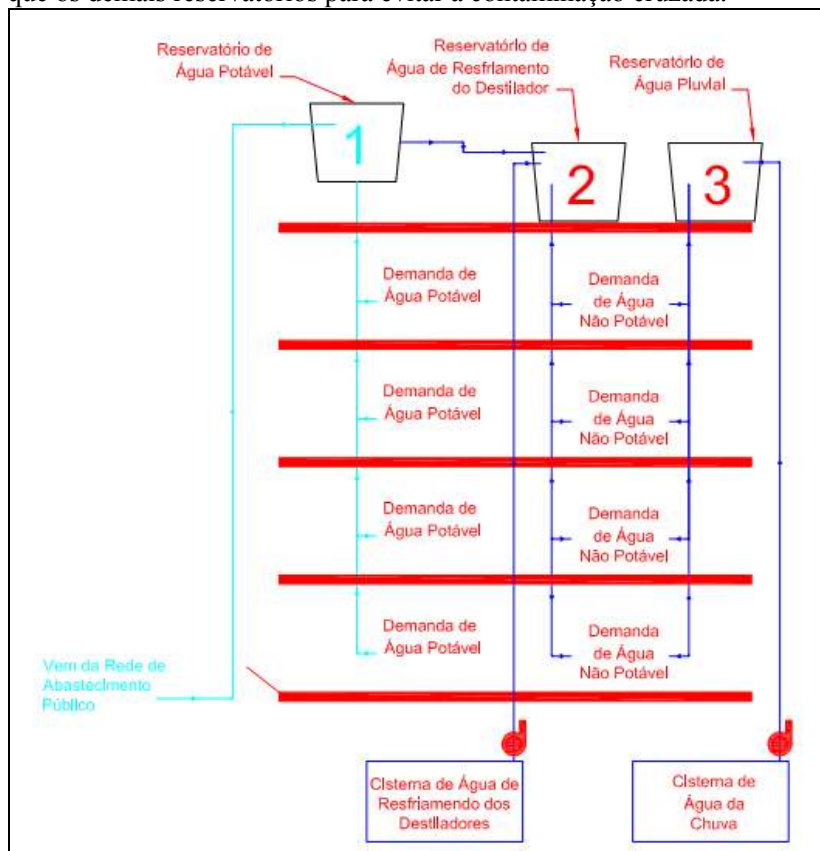 que os demais reservatórios para evitar a contaminação cruzada.
Reservatório de
Água Potável
Reservatório de
Água de Resfriamento
do Destilador
Reservatório de
Água Pluvial
1
2
3
Demanda de
Água Potável
Demanda
de Água
Não Potável
Demanda de
Água Potável
Demanda
de Água
Não Potável
Demanda de
Água Potável
Demanda
de Água
Não Potável
Demanda de
Água Potável
Demanda
de Água
Não Potável
Vem da Rede de
Abastecimento
Público
Cisterna de Água de
Resfriamendo dos
Destiladores
Cisterna de
Água da
Chuva